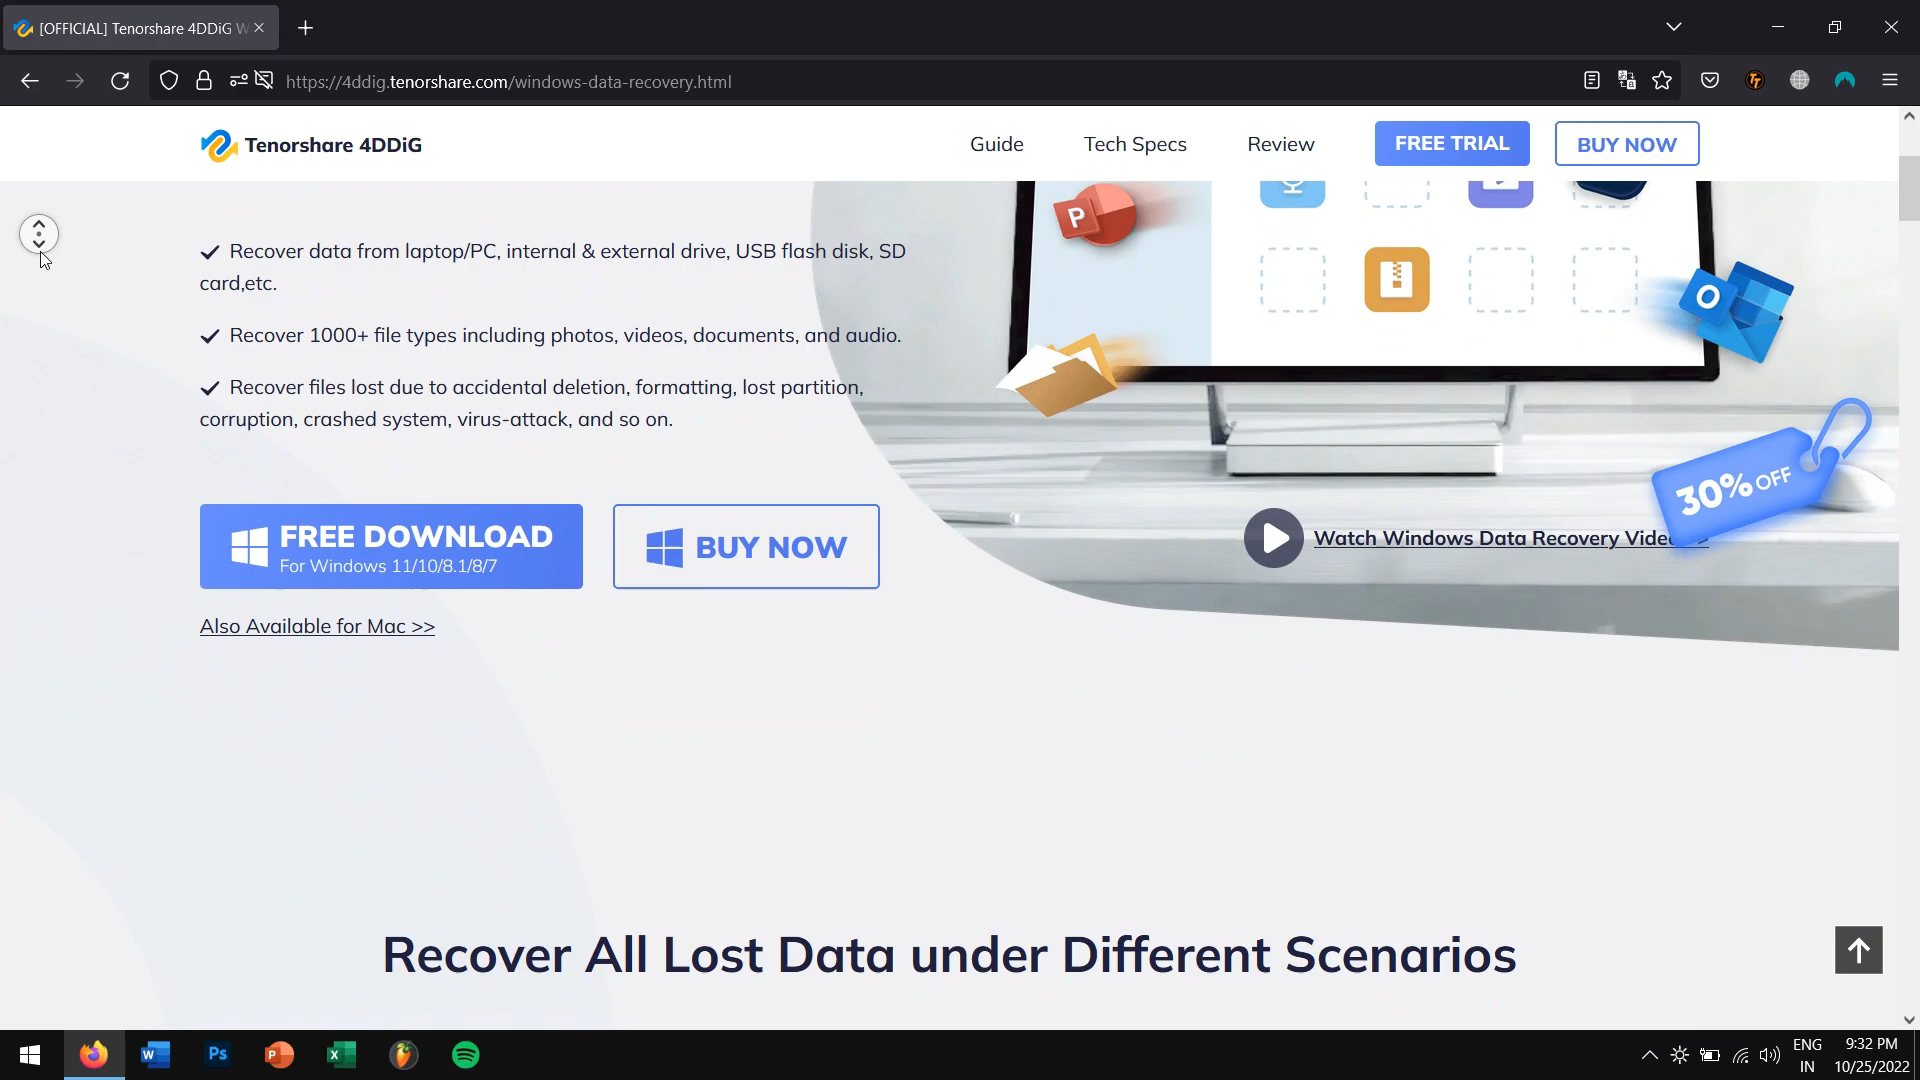 [OFFICIAL] Tenorshare 4DDiG W
https://4ddig.tenorshare.com/windows-data-recovery.html
Tenorshare 4DDiG
Guide
Tech Specs
Review
FREE TRIAL
BUY NOW
Recover data from laptop/PC, internal & external drive, USB flash disk, SD
card,etc.
Recover 1000+ file types including photos, videos, documents, and audio.
Recover files lost due to accidental deletion, formatting, lost partition,
corruption, crashed system, virus-attack, and so on.
P
O
30% OFF
FREE DOWNLOAD
For Windows 11/10/8.1/8/7
BUY NOW
Watch Windows Data Recovery Vide
Also Available for Mac >>
Recover All Lost Data under Different Scenarios
W
Ps
P
X
ENG
IN
9:32 PM
10/25/2022